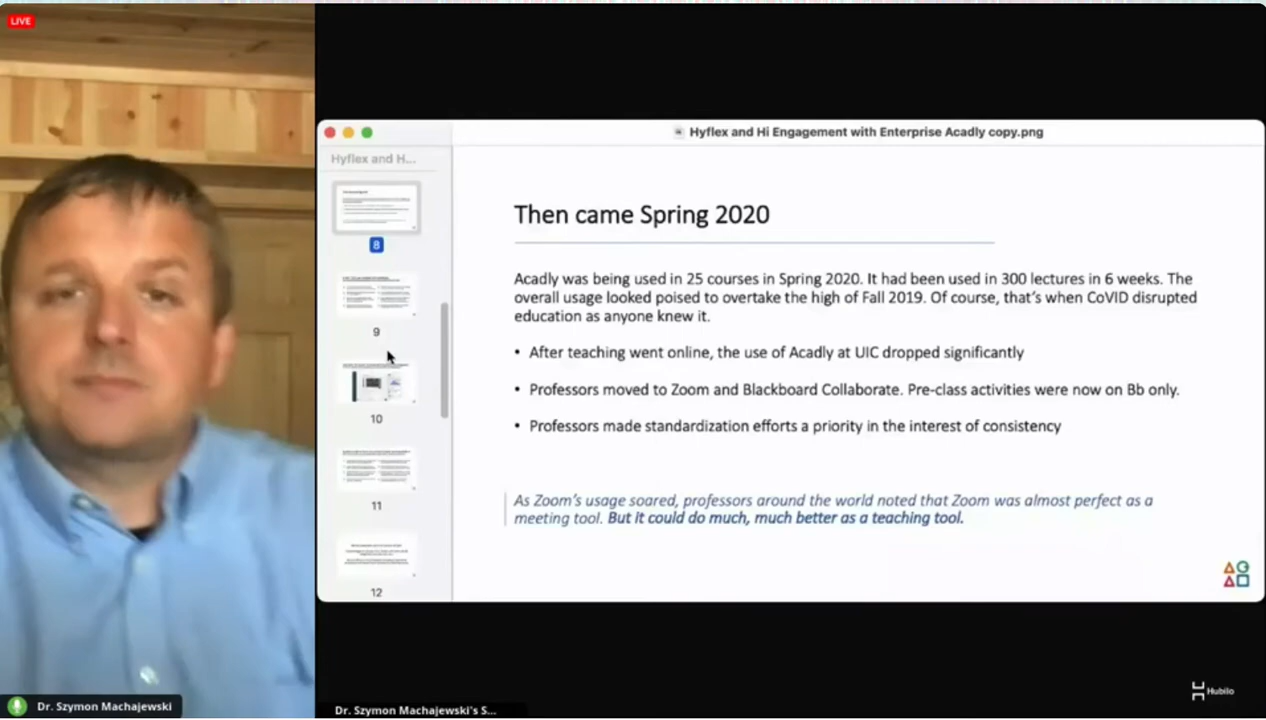 LIVE
Hyflex and Hi Engagement with Enterprise Acadly copy.png
Hyflex and H...
8
9
10
11
12
Then came Spring 2020
Acadly was being used in 25 courses in Spring 2020. It had been used in 300 lectures in 6 weeks. The
overall usage looked poised to overtake the high of Fall 2019. Of course, that's when CoVID disrupted
education as anyone knew it.
• After teaching went online, the use of Acadly at UIC dropped significantly
• Professors moved to Zoom and Blackboard Collaborate. Pre-class activities were now on Bb only.
• Professors made standardization efforts a priority in the interest of consistency
As Zoom's usage soared, professors around the world noted that Zoom was almost perfect as a
meeting tool. But it could do much, much better as a teaching tool.
Hubilo
Dr. Szymon Machajewski
Dr. Szymon Machajewski's S...